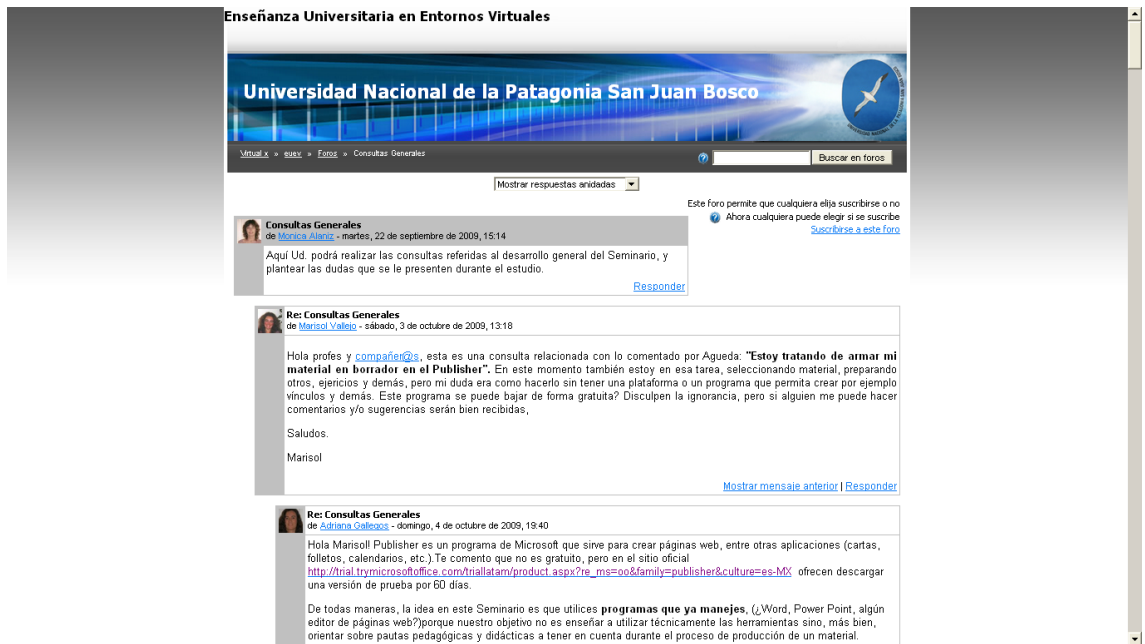 Enseñanza Universitaria en Entornos Virtuales
Universidad Nacional de la Patagonia San Juan Bosco
Virtual x » euev » Foros » Consultas Generales
Buscar en foros
Mostrar respuestas anidadas
Este foro permite que cualquiera elija suscribirse o no
Ahora cualquiera puede elegir si se suscribe
Suscribirse a este foro
Consultas Generales
de Monica Alaniz - martes, 22 de septiembre de 2009, 15:14
Aquí Ud. podrá realizar las consultas referidas al desarrollo general del Seminario, y
plantear las dudas que se le presenten durante el estudio.
Responder
Re: Consultas Generales
de Marisol Vallejo - sábado, 3 de octubre de 2009, 13:18
Hola profes y compañer@s, esta es una consulta relacionada con lo comentado por Agueda: "Estoy tratando de armar mi
material en borrador en el Publisher". En este momento también estoy en esa tarea, seleccionando material, preparando
otros, ejericios y demás, pero mi duda era como hacerlo sin tener una plataforma o un programa que permita crear por ejemplo
vínculos y demás. Este programa se puede bajar de forma gratuita? Disculpen la ignorancia, pero si alguien me puede hacer
comentarios y/o sugerencias serán bien recibidas,
Saludos.
Marisol
Mostrar mensaje anterior | Responder
Re: Consultas Generales
de Adriana Gallegos - domingo, 4 de octubre de 2009, 19:40
Hola Marisol! Publisher es un programa de Microsoft que sirve para crear páginas web, entre otras aplicaciones (cartas,
folletos, calendarios, etc.).Te comento que no es gratuito, pero en el sitio oficial
http://trial.trymicrosoftoffice.com/triallatam/product.aspx?re_ms=oo&family=publisher&culture=es-MX ofrecen descargar
una versión de prueba por 60 días.
De todas maneras, la idea en este Seminario es que utilices programas que ya manejes, (¿Word, Power Point, algún
editor de páginas web?)porque nuestro objetivo no es enseñar a utilizar técnicamente las herramientas sino, más bien,
orientar sobre pautas pedagógicas y didácticas a tener en cuenta durante el proceso de producción de un material.